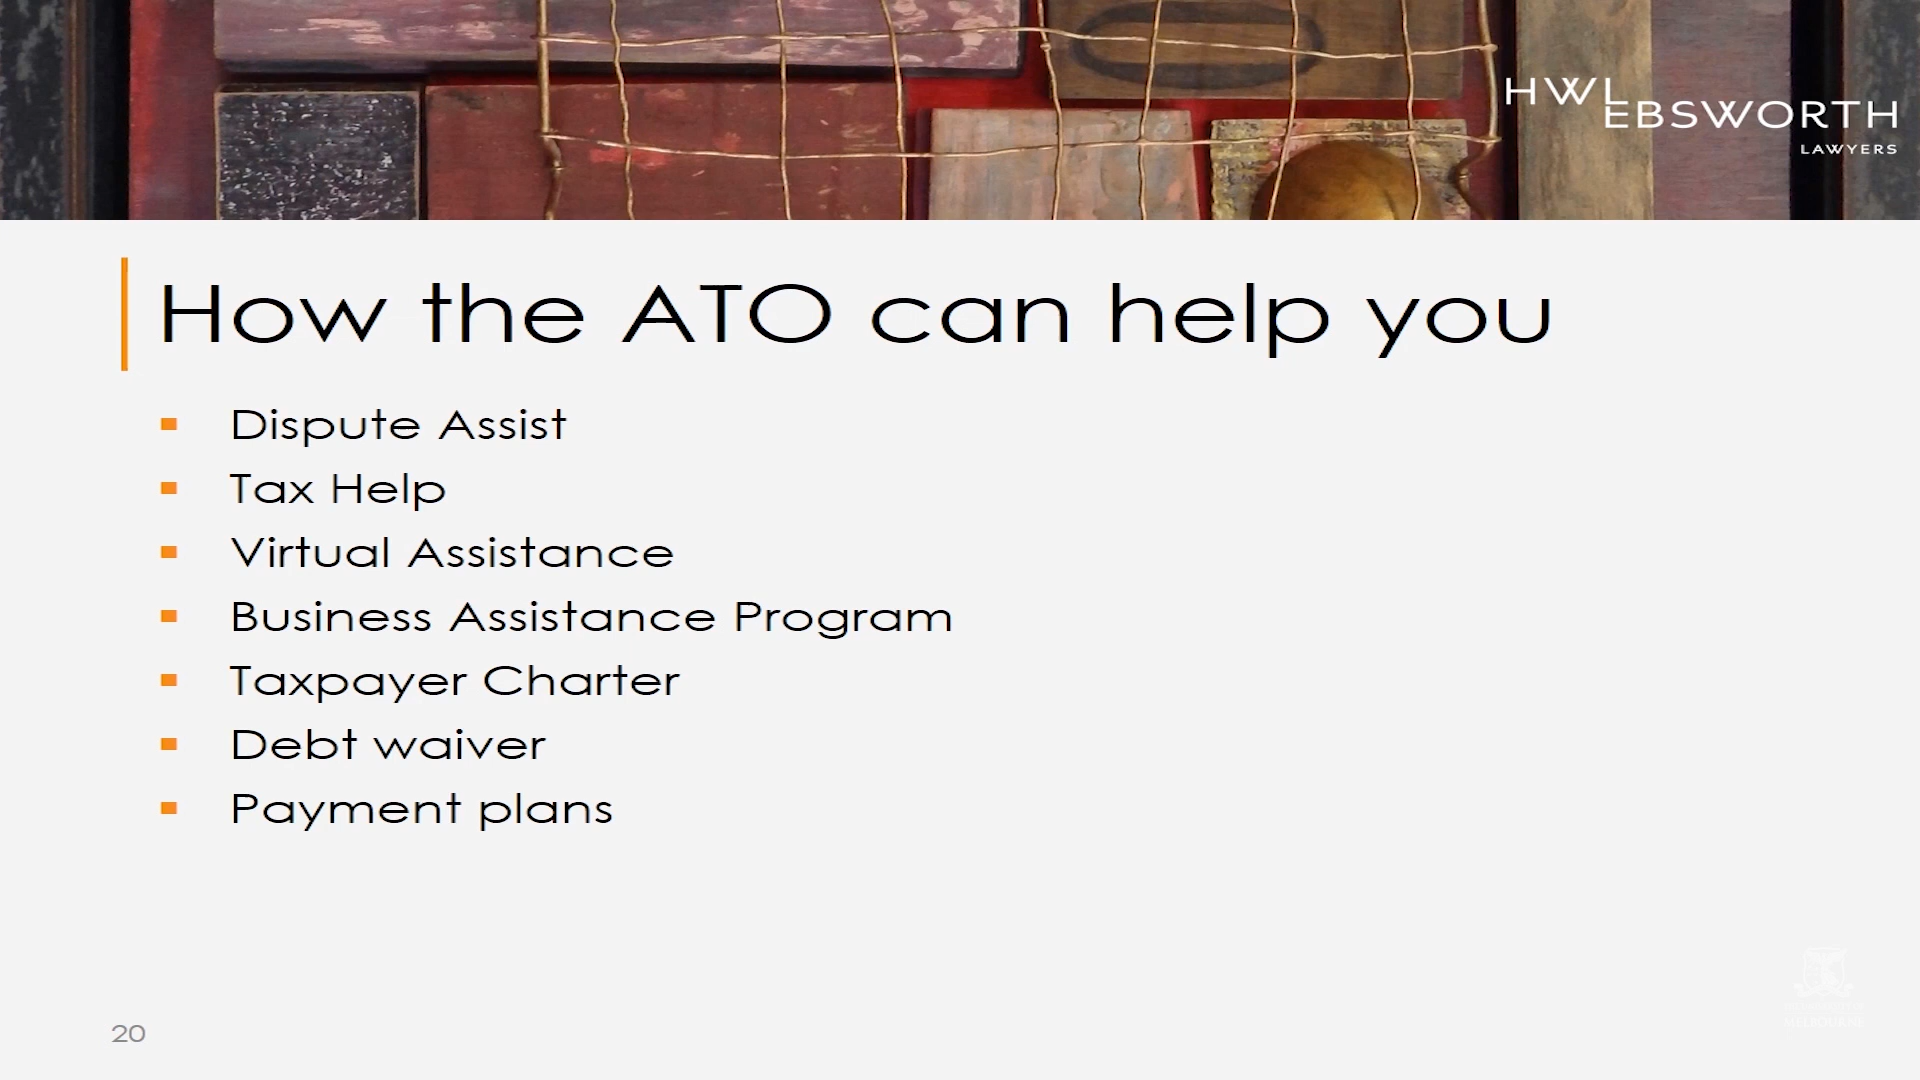 HWL
EBSWORTH
LAWYERS
How the ATO can help you
Dispute Assist
Tax Help
Virtual Assistance
Business Assistance Program
Taxpayer Charter
Debt waiver
Payment plans
20
MELBOURNE